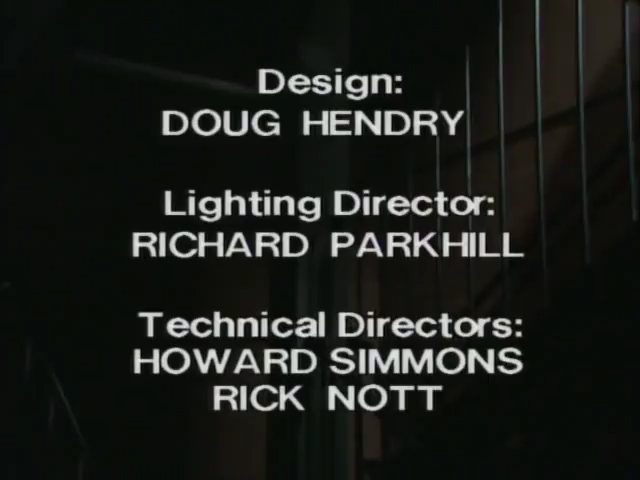 Design:
DOUG HENDRY
Lighting Director:
RICHARD PARKHILL
Technical Directors:
HOWARD SIMMONS
RICK NOTT